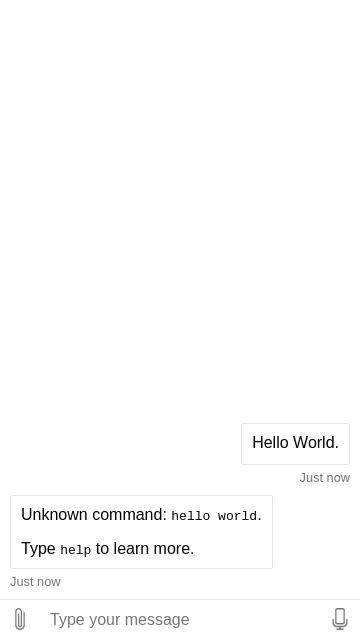 Hello World.
Just now
Unknown command: hello world.
Type help to learn more.
Just now
Type your message